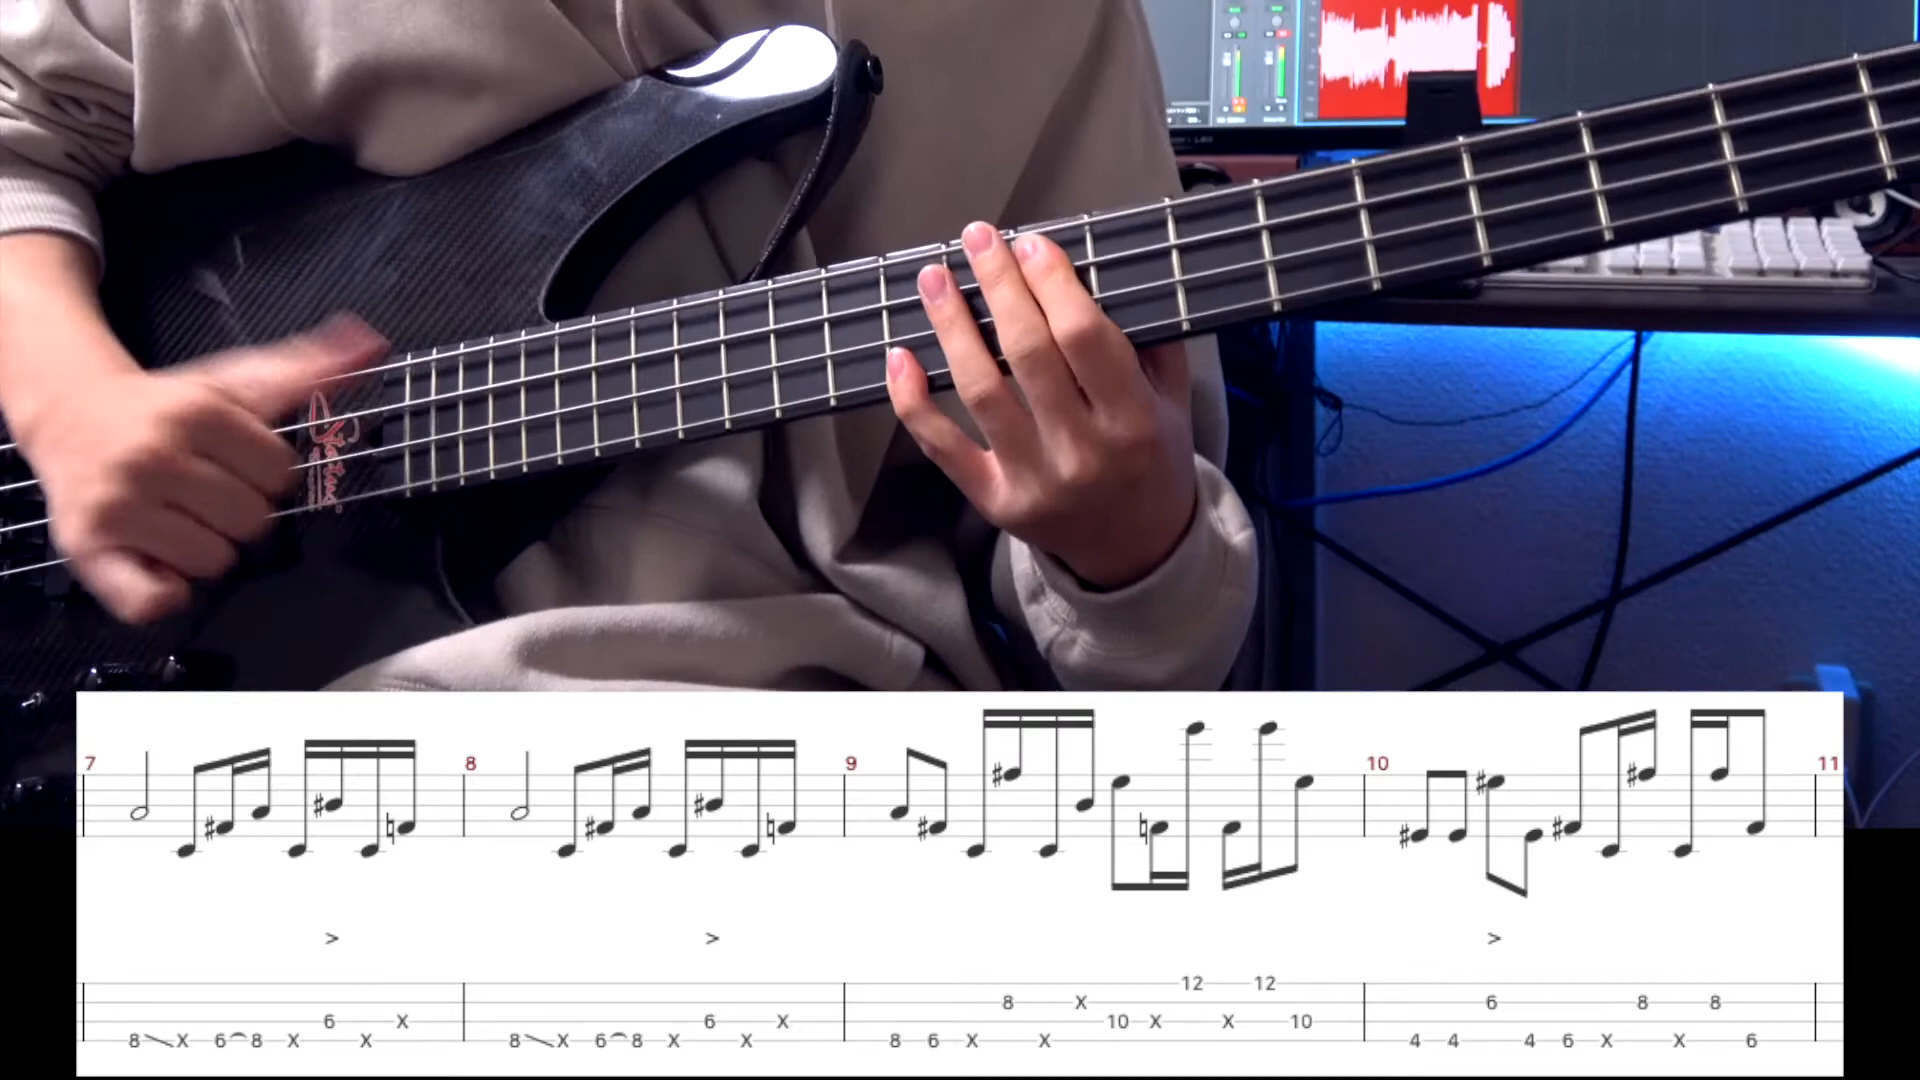 Status
7 8 9 10 11
> > >
12 12
8 X 6 8 8
6 X 6 X 10 X X 10
8 X 6 8 X X 8 X 6 8 X X 8 6 X X 4 4 4 6 X X 6